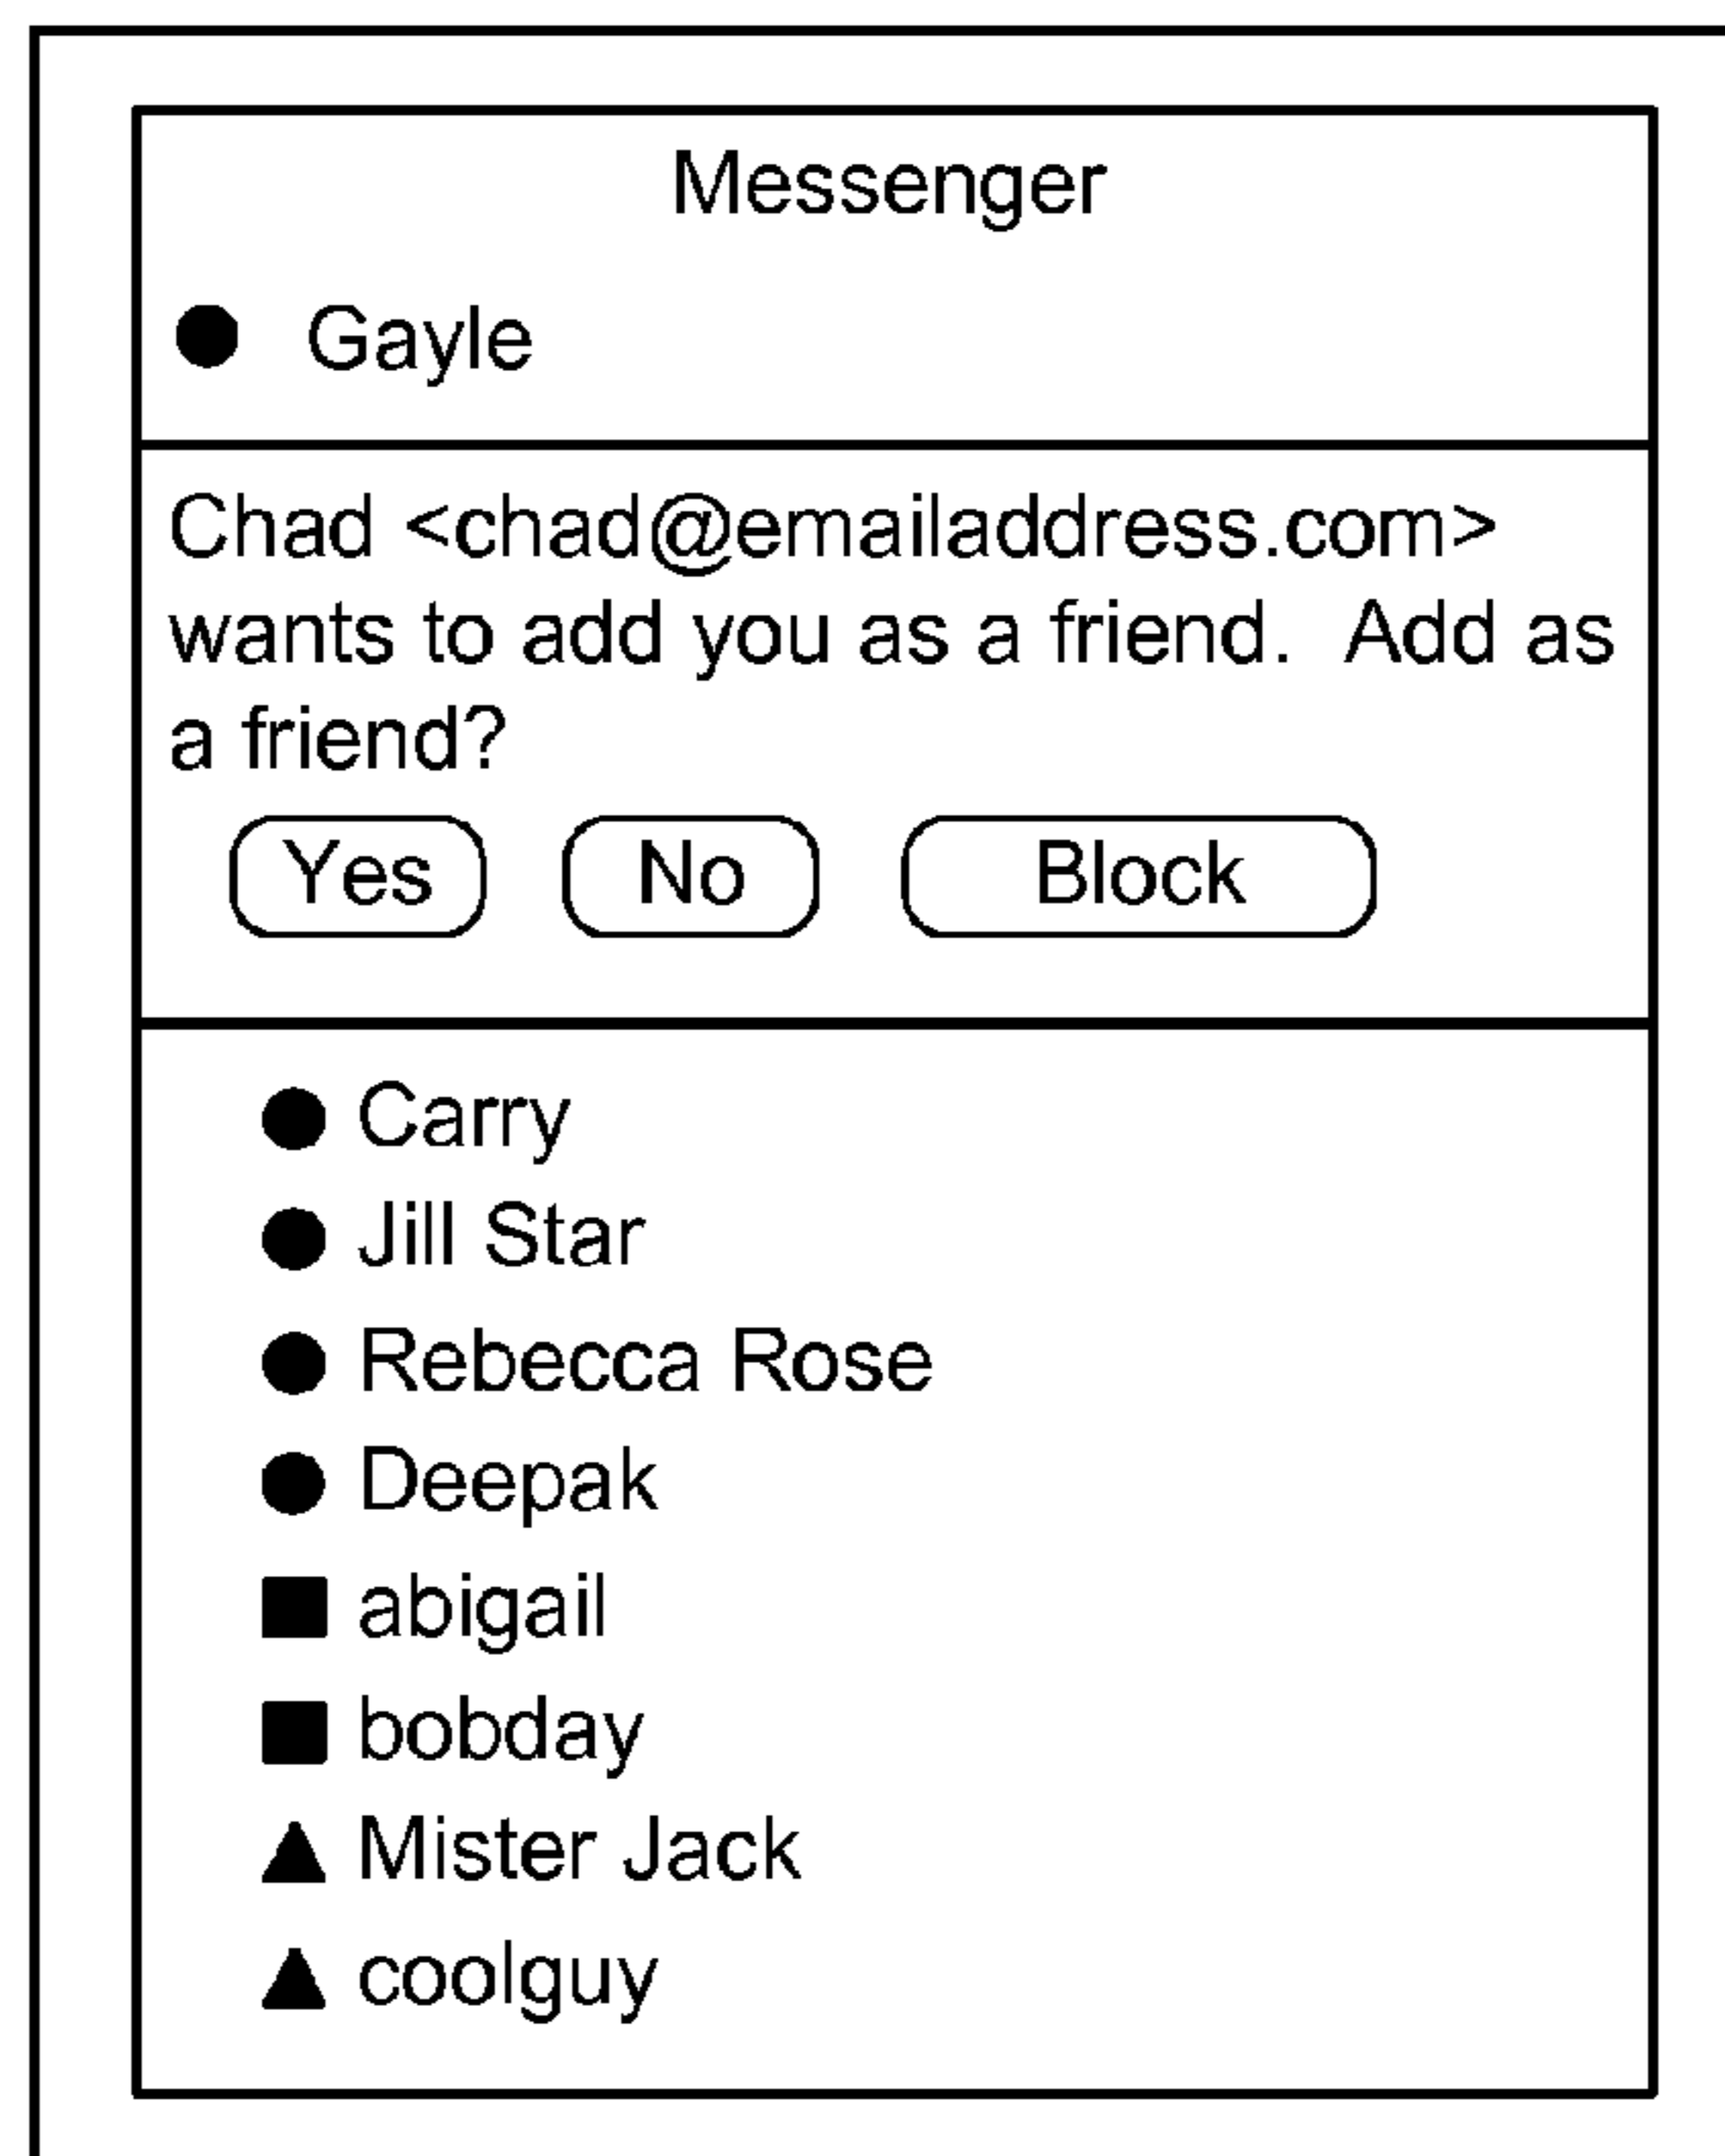 Messenger
Gayle
Chad <chad@emailaddress.com>
wants to add you as a friend.  Add as
a friend?
Yes No Block
Carry
Jill Star
Rebecca Rose
Deepak
abigail
bobday
Mister Jack
coolguy